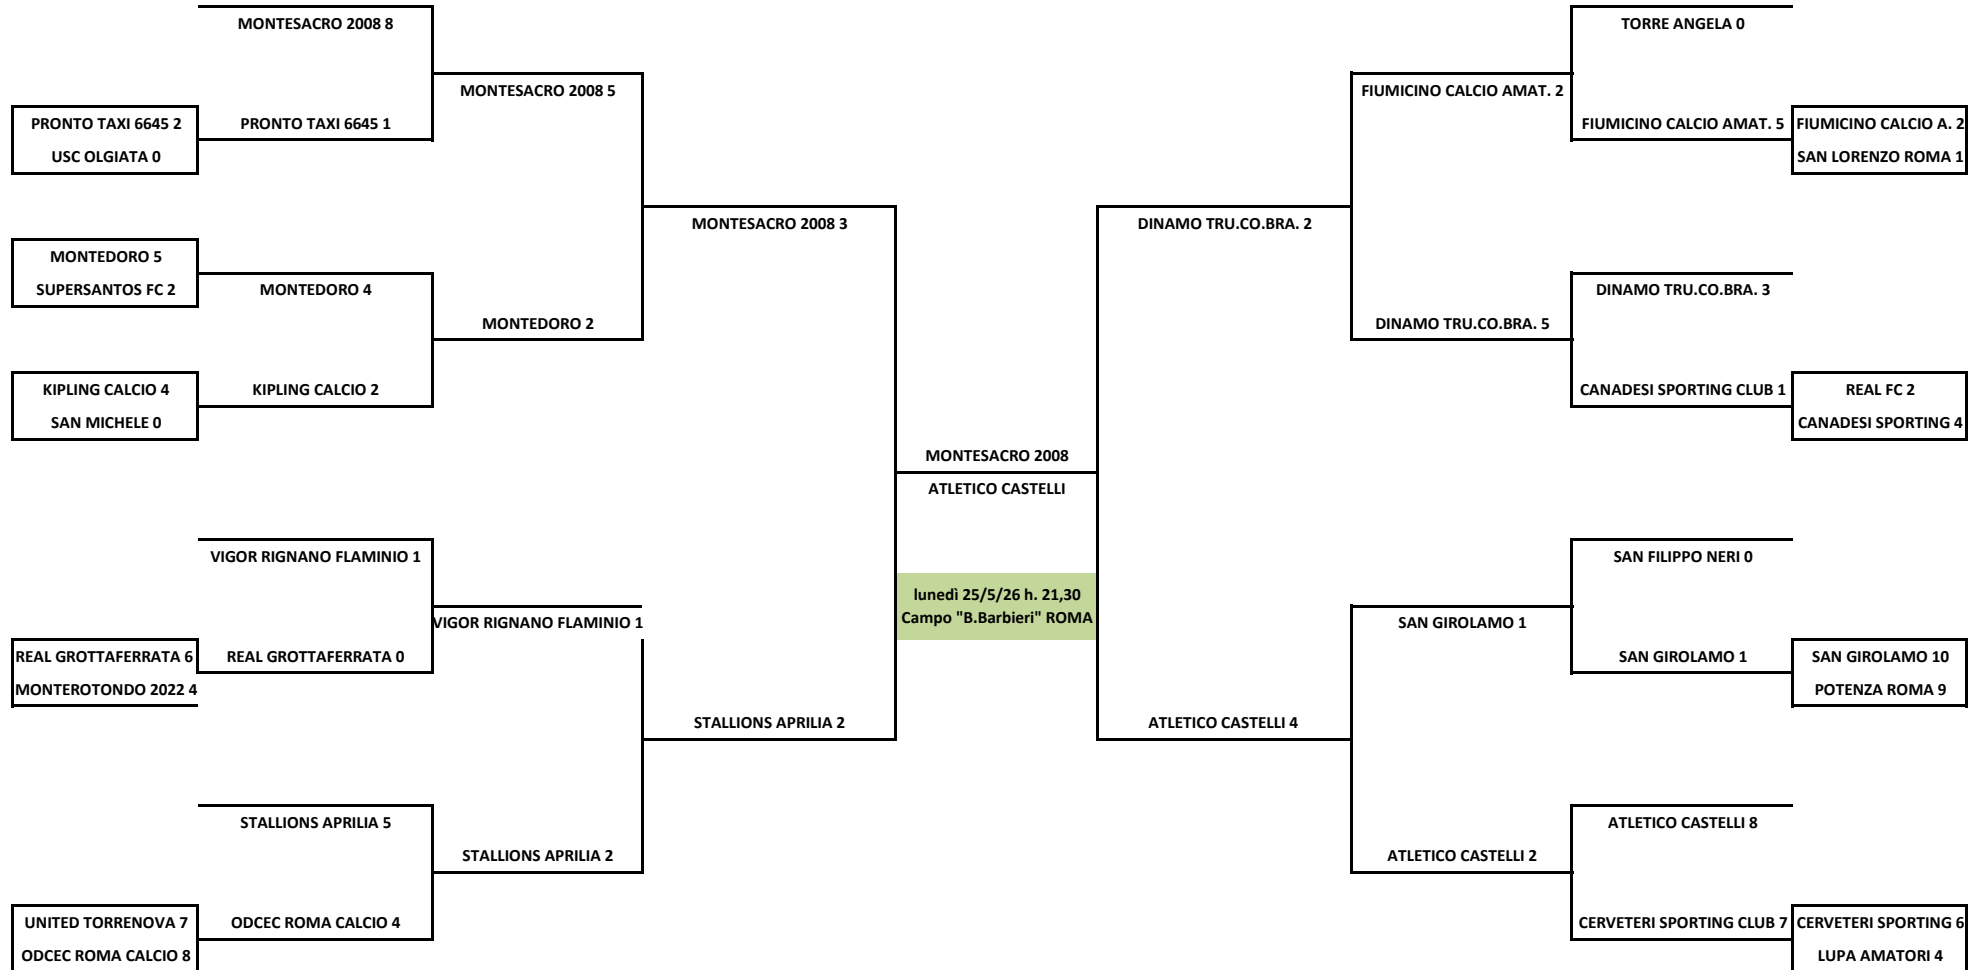 MONTESACRO 2008 8
TORRE ANGELA 0
MONTESACRO 2008 5
FIUMICINO CALCIO AMAT. 2
PRONTO TAXI 6645 2
PRONTO TAXI 6645 1
FIUMICINO CALCIO AMAT. 5
FIUMICINO CALCIO A. 2
USC OLGIATA 0
SAN LORENZO ROMA 1
MONTESACRO 2008 3
DINAMO TRU.CO.BRA. 2
MONTEDORO 5
SUPERSANTOS FC 2
MONTEDORO 4
DINAMO TRU.CO.BRA. 3
MONTEDORO 2
DINAMO TRU.CO.BRA. 5
KIPLING CALCIO 4
KIPLING CALCIO 2
CANADESI SPORTING CLUB 1
REAL FC 2
SAN MICHELE 0
CANADESI SPORTING 4
MONTESACRO 2008
ATLETICO CASTELLI
VIGOR RIGNANO FLAMINIO 1
SAN FILIPPO NERI 0
lunedì 25/5/26 h. 21,30
Campo "B.Barbieri" ROMA
VIGOR RIGNANO FLAMINIO 1
SAN GIROLAMO 1
REAL GROTTAFERRATA 6
REAL GROTTAFERRATA 0
SAN GIROLAMO 1
SAN GIROLAMO 10
MONTEROTONDO 2022 4
POTENZA ROMA 9
STALLIONS APRILIA 2
ATLETICO CASTELLI 4
STALLIONS APRILIA 5
ATLETICO CASTELLI 8
STALLIONS APRILIA 2
ATLETICO CASTELLI 2
UNITED TORRENOVA 7
ODCEC ROMA CALCIO 4
CERVETERI SPORTING CLUB 7
CERVETERI SPORTING 6
ODCEC ROMA CALCIO 8
LUPA AMATORI 4